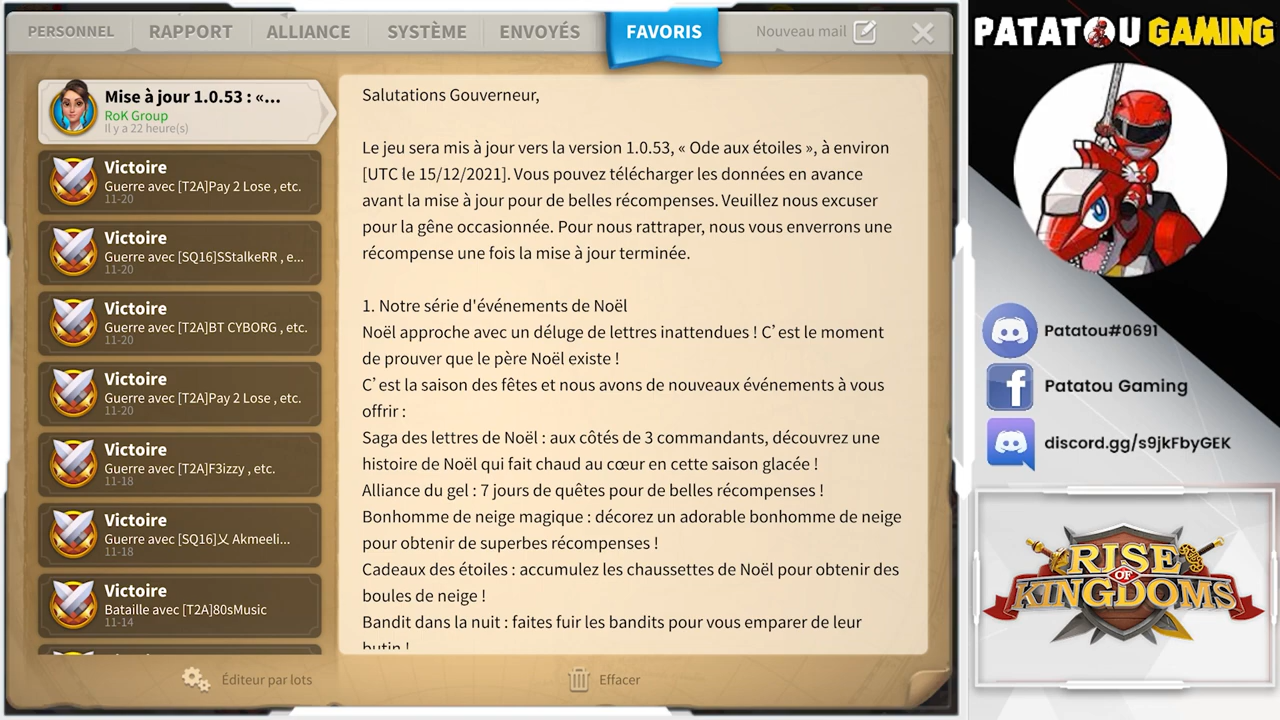 PERSONNEL
RAPPORT
ALLIANCE
SYSTÈME
ENVOYÉS
FAVORIS
Nouveau mail
Mise à jour 1.0.53 : «...
RoK Group
Il y a 22 heure(s)
Victoire
Guerre avec [T2A]Pay 2 Lose , etc.
11-20
Victoire
Guerre avec [SQ16]SStalkeRR , e...
11-20
Victoire
Guerre avec [T2A]BT CYBORG , etc.
11-20
Victoire
Guerre avec [T2A]Pay 2 Lose , etc.
11-20
Victoire
Guerre avec [T2A]F3izzy , etc.
11-18
Victoire
Guerre avec [SQ16]乂 Akmeeli...
11-18
Victoire
Bataille avec [T2A]80sMusic
11-14
Éditeur par lots
Salutations Gouverneur,
Le jeu sera mis à jour vers la version 1.0.53, « Ode aux étoiles », à environ
[UTC le 15/12/2021]. Vous pouvez télécharger les données en avance
avant la mise à jour pour de belles récompenses. Veuillez nous excuser
pour la gêne occasionnée. Pour nous rattraper, nous vous enverrons une
récompense une fois la mise à jour terminée.
1. Notre série d'événements de Noël
Noël approche avec un déluge de lettres inattendues ! C’est le moment
de prouver que le père Noël existe !
C’est la saison des fêtes et nous avons de nouveaux événements à vous
offrir :
Saga des lettres de Noël : aux côtés de 3 commandants, découvrez une
histoire de Noël qui fait chaud au cœur en cette saison glacée !
Alliance du gel : 7 jours de quêtes pour de belles récompenses !
Bonhomme de neige magique : décorez un adorable bonhomme de neige
pour obtenir de superbes récompenses !
Cadeaux des étoiles : accumulez les chaussettes de Noël pour obtenir des
boules de neige !
Bandit dans la nuit : faites fuir les bandits pour vous emparer de leur
butin !
Effacer
PATATOU GAMING
Patatou#0691
Patatou Gaming
discord.gg/s9jkFbyGEK
RISE
OF
KINGDOMS